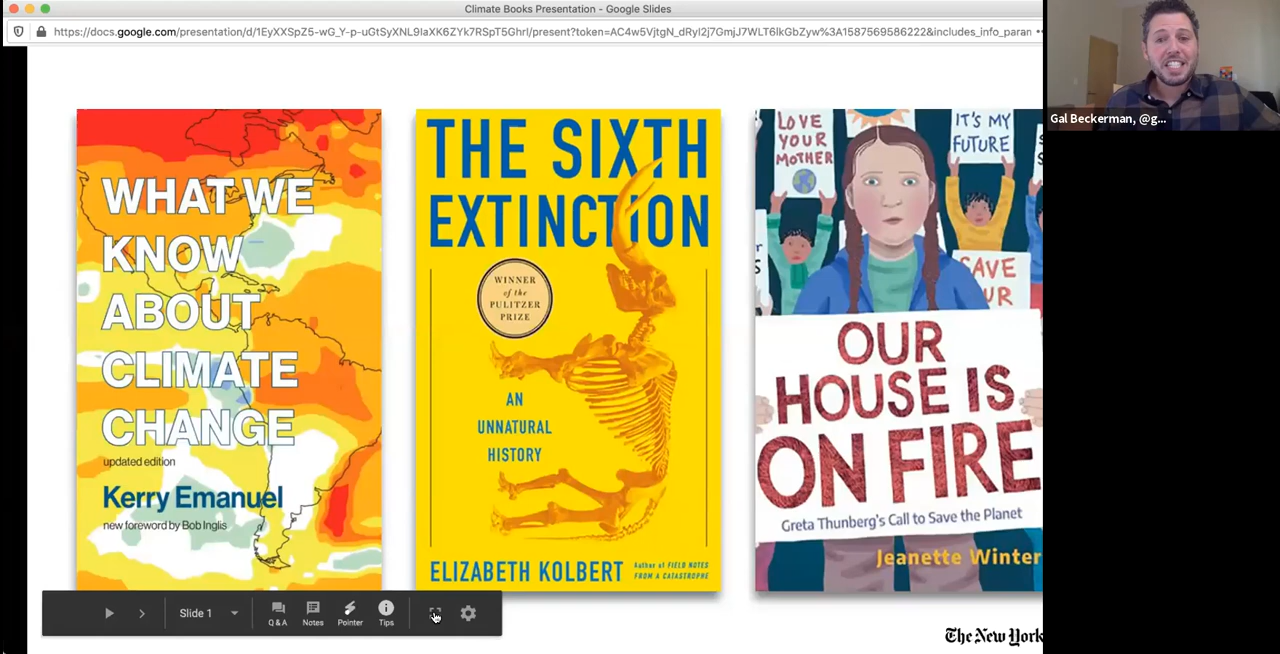 Climate Books Presentation - Google Slides
https://docs.google.com/presentation/d/1EyXXSpZ5-wG_Y-p-uGtSyXNL9IaXK6ZYk7RSpT5GhrI/present?token=AC4w5VjtgN_dRyl2j7GmjJ7WLT6lkGbZyw%3A1587569586222&includes_info_param
Gal Beckerman, @g...
WHAT WE
KNOW
ABOUT
CLIMATE
CHANGE
updated edition
Kerry Emanuel
new foreword by Bob Inglis
THE SIXTH
EXTINCTION
WINNER
of the
PULITZER
PRIZE
AN
UNNATURAL
HISTORY
ELIZABETH KOLBERT
Author of FIELD NOTES
FROM A CATASTROPHE
LOVE
YOUR
MOTHER
IT'S MY
FUTURE
SAVE
UR
OUR
HOUSE IS
ON FIRE
Greta Thunberg's Call to Save the Planet
Jeanette Winter
Slide 1
Q & A
Notes
Pointer
Tips
The New York